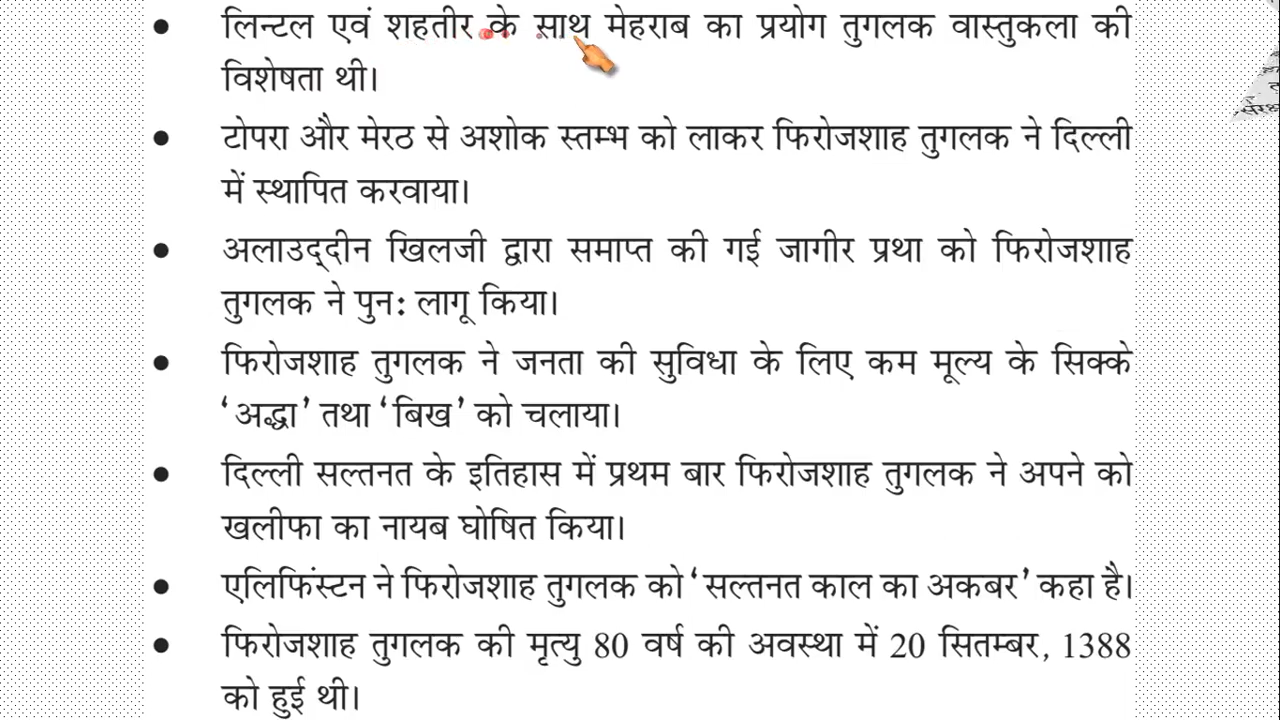 • लिन्टल एवं शहतीर के साथ मेहराब का प्रयोग तुगलक वास्तुकला की
विशेषता थी।
• टोपरा और मेरठ से अशोक स्तम्भ को लाकर फिरोजशाह तुगलक ने दिल्ली
में स्थापित करवाया।
• अलाउद्‌दीन खिलजी द्वारा समाप्त की गई जागीर प्रथा को फिरोजशाह
तुगलक ने पुन: लागू किया।
• फिरोजशाह तुगलक ने जनता की सुविधा के लिए कम मूल्य के सिक्के
‘अद्धा’ तथा ‘बिख’ को चलाया।
• दिल्ली सल्तनत के इतिहास में प्रथम बार फिरोजशाह तुगलक ने अपने को
खलीफा का नायब घोषित किया।
• एलिफिंस्टन ने फिरोजशाह तुगलक को ‘सल्तनत काल का अकबर’ कहा है।
• फिरोजशाह तुगलक की मृत्यु 80 वर्ष की अवस्था में 20 सितम्बर, 1388
को हुई थी।